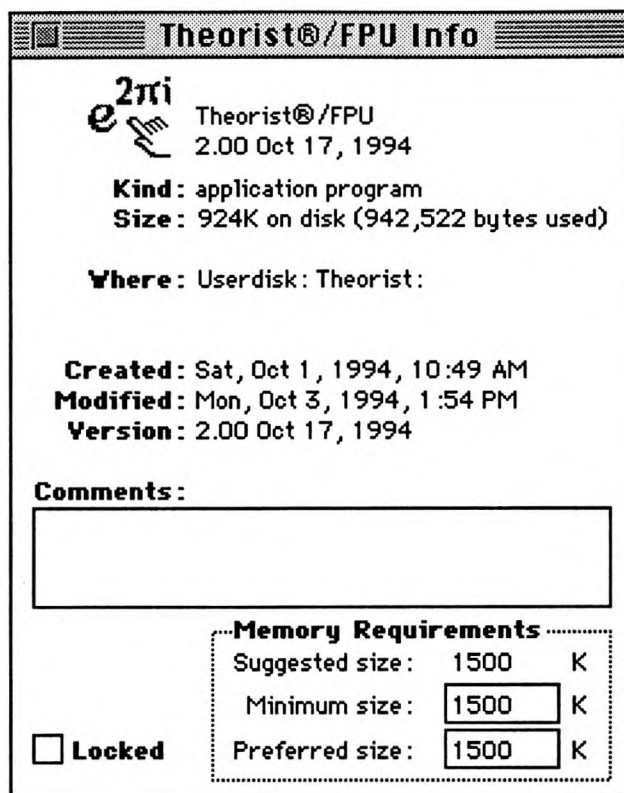 Theorist®/FPU Info
e2πi
Theorist®/FPU
2.00 Oct 17, 1994
Kind: application program
Size: 924K on disk (942,522 bytes used)
Where: Userdisk: Theorist:
Created: Sat, Oct 1, 1994, 10:49 AM
Modified: Mon, Oct 3, 1994, 1:54 PM
Version: 2.00 Oct 17, 1994
Comments:
Memory Requirements
Suggested size: 1500 K
Minimum size: 1500 K
Locked Preferred size: 1500 K